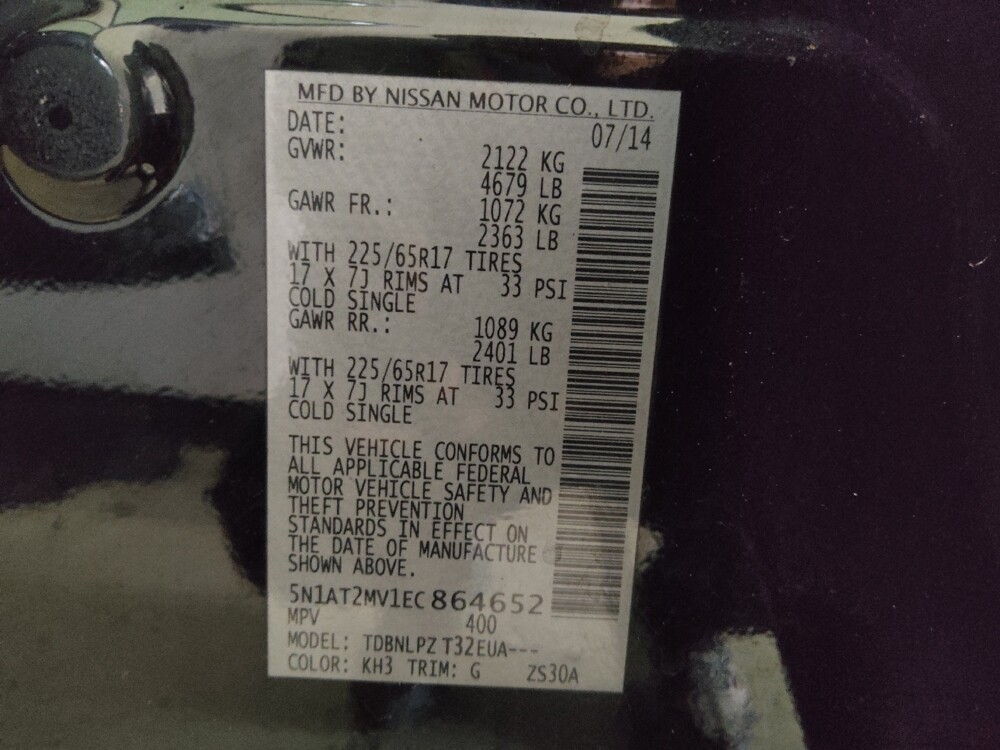 MFD BY NISSAN MOTOR CO., LTD.
DATE: 07/14
GVWR: 2122 KG
4679 LB
GAWR FR.: 1072 KG
2363 LB
WITH 225/65R17 TIRES
17 X 7J RIMS AT 33 PSI
COLD SINGLE
GAWR RR.: 1089 KG
2401 LB
WITH 225/65R17 TIRES
17 X 7J RIMS AT 33 PSI
COLD SINGLE
THIS VEHICLE CONFORMS TO
ALL APPLICABLE FEDERAL
MOTOR VEHICLE SAFETY AND
THEFT PREVENTION
STANDARDS IN EFFECT ON
THE DATE OF MANUFACTURE
SHOWN ABOVE.
5N1AT2MV1EC864652
MPV 400
MODEL: TDBNLPZ T32EUA---
COLOR: KH3 TRIM: G ZS30A